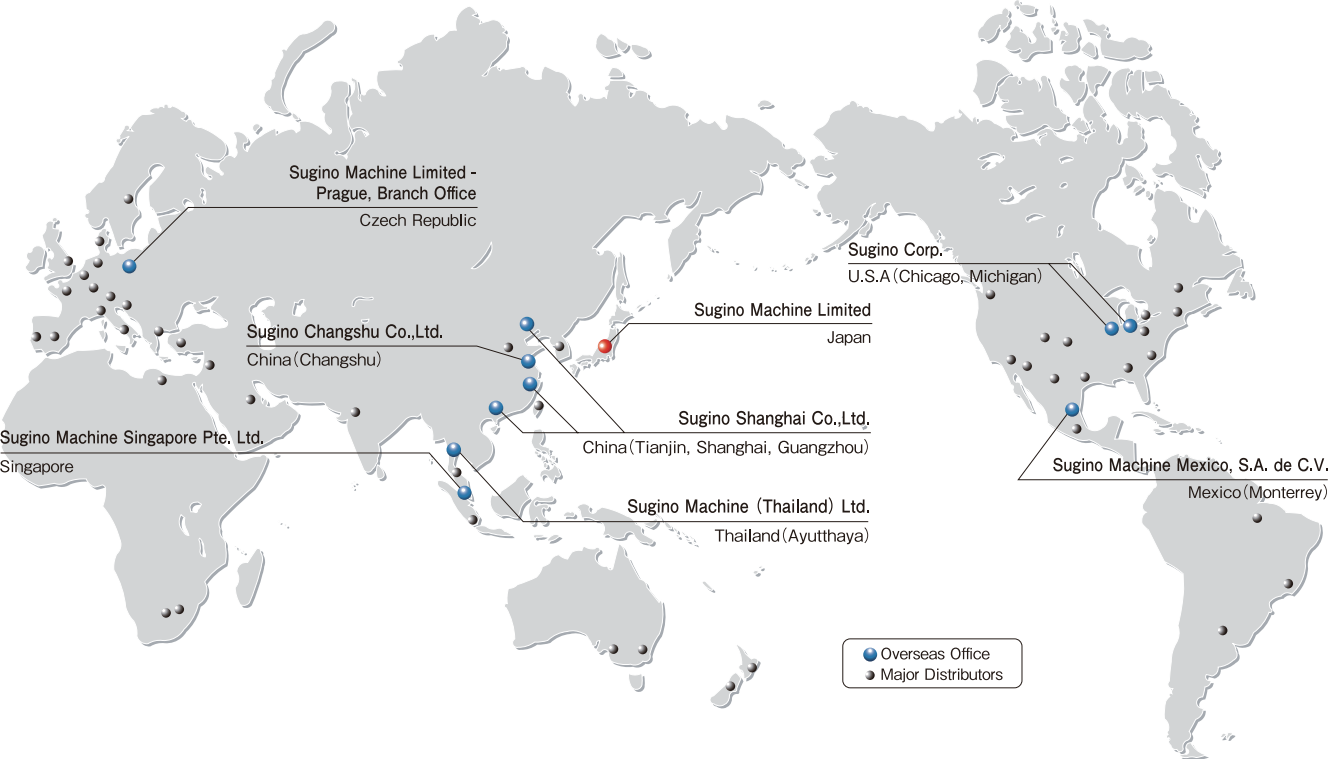 Sugino Machine Limited -
Prague, Branch Office
Czech Republic
Sugino Corp.
U.S.A(Chicago, Michigan)
Sugino Machine Limited
Japan
Sugino Changshu Co.,Ltd.
China(Changshu)
Sugino Shanghai Co.,Ltd.
China(Tianjin, Shanghai, Guangzhou)
Sugino Machine Singapore Pte. Ltd.
Singapore
Sugino Machine Mexico, S.A. de C.V.
Mexico(Monterrey)
Sugino Machine (Thailand) Ltd.
Thailand(Ayutthaya)
Overseas Office
Major Distributors